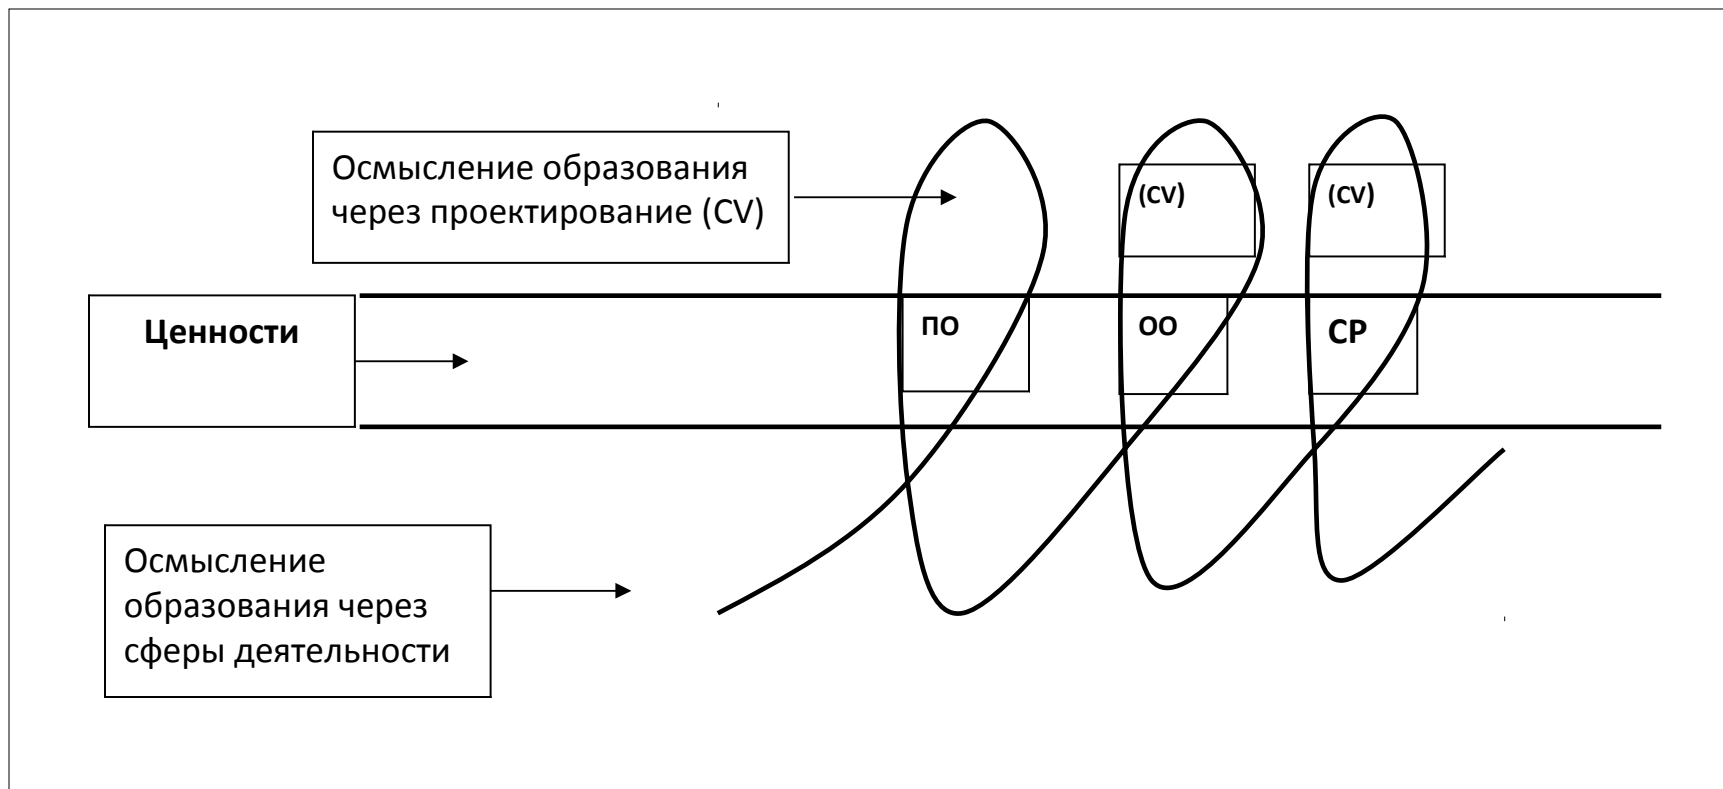 Осмысление образования
через проектирование (CV)
(CV)
(CV)
Ценности
ПО
ОО
СР
Осмысление
образования через
сферы деятельности